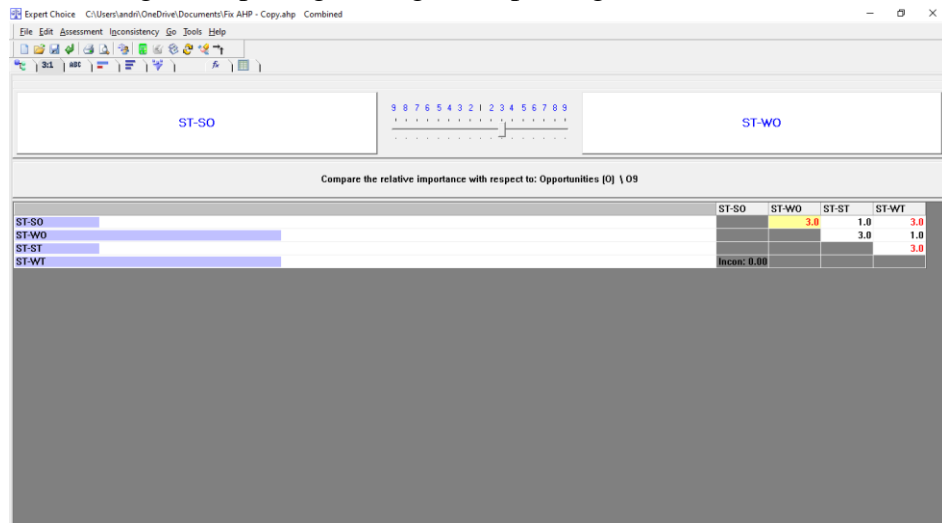 Expert Choice C:\Users\andri\OneDrive\Documents\Fix AHP - Copy.ahp Combined
File Edit Assessment Inconsistency Go Tools Help
3:1 ABC
9 8 7 6 5 4 3 2 1 2 3 4 5 6 7 8 9
ST-SO ST-WO
Compare the relative importance with respect to: Opportunities (O) \ O9
ST-SO ST-WO ST-ST ST-WT
ST-SO 3.0 1.0 3.0
ST-WO 3.0 1.0
ST-ST 3.0
ST-WT Incon: 0.00